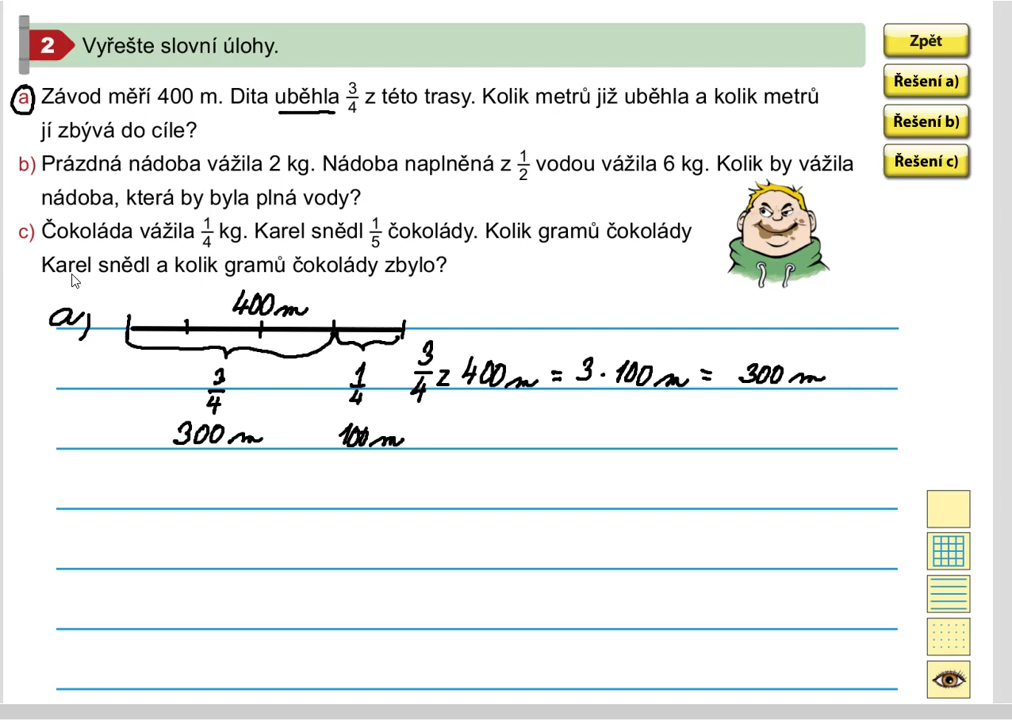 2 Vyřešte slovní úlohy.
Zpět
Řešení a)
Řešení b)
Řešení c)
a) Závod měří 400 m. Dita uběhla 3/4 z této trasy. Kolik metrů již uběhla a kolik metrů
jí zbývá do cíle?
b) Prázdná nádoba vážila 2 kg. Nádoba naplněná z 1/2 vodou vážila 6 kg. Kolik by vážila
nádoba, která by byla plná vody?
c) Čokoláda vážila 1/4 kg. Karel snědl 1/5 čokolády. Kolik gramů čokolády
Karel snědl a kolik gramů čokolády zbylo?
a) 400 m
3/4 1/4 3/4 z 400 m = 3 · 100 m = 300 m
300 m 100 m